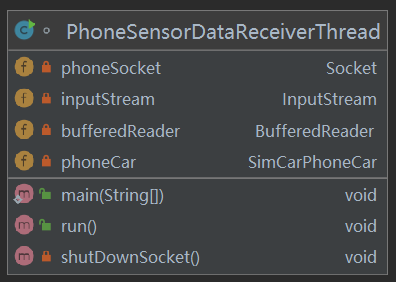 PhoneSensorDataReceiverThread
phoneSocket Socket
inputStream InputStream
bufferedReader BufferedReader
phoneCar SimCarPhoneCar
main(String[]) void
run() void
shutDownSocket() void